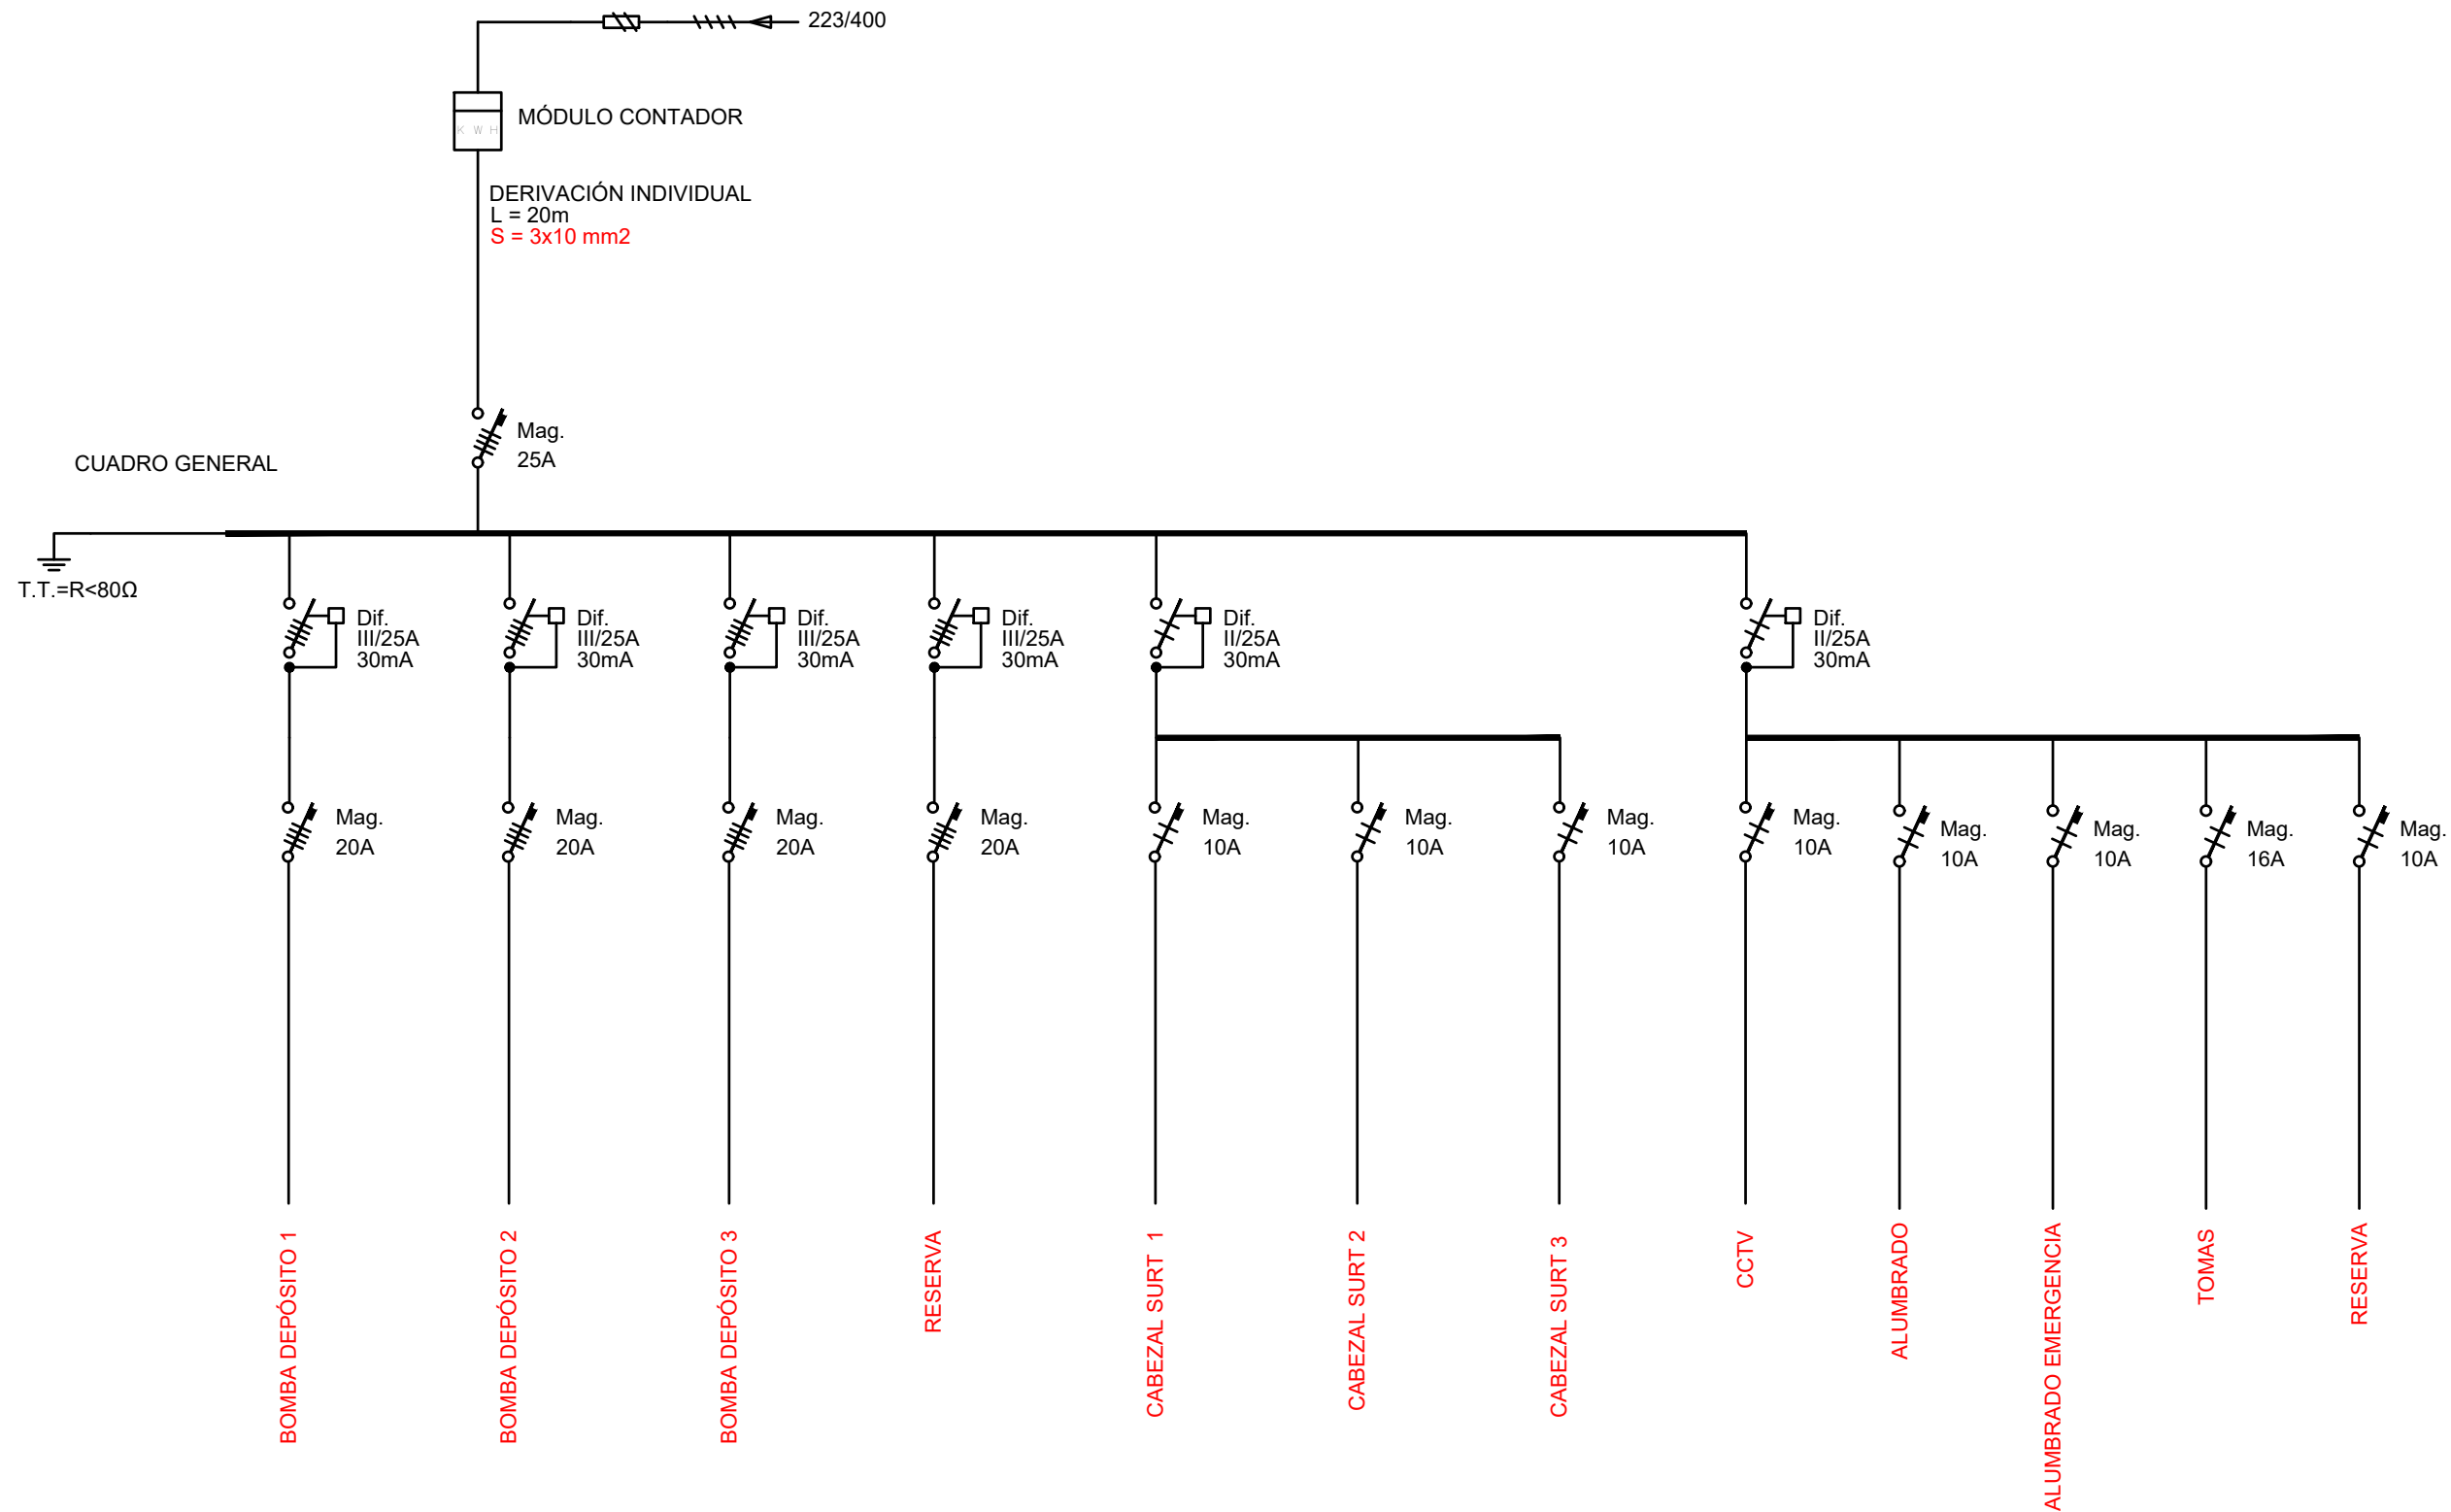 223/400
K W H
MÓDULO CONTADOR
DERIVACIÓN INDIVIDUAL
L = 20m
S = 3x10 mm2
Mag.
25A
CUADRO GENERAL
T.T.=R<80Ω
Dif.
III/25A
30mA
Dif.
III/25A
30mA
Dif.
III/25A
30mA
Dif.
III/25A
30mA
Dif.
II/25A
30mA
Dif.
II/25A
30mA
Mag.
20A
Mag.
20A
Mag.
20A
Mag.
20A
Mag.
10A
Mag.
10A
Mag.
10A
Mag.
10A
Mag.
10A
Mag.
10A
Mag.
16A
Mag.
10A
BOMBA DEPÓSITO 1
BOMBA DEPÓSITO 2
BOMBA DEPÓSITO 3
RESERVA
CABEZAL SURT 1
CABEZAL SURT 2
CABEZAL SURT 3
CCTV
ALUMBRADO
ALUMBRADO EMERGENCIA
TOMAS
RESERVA